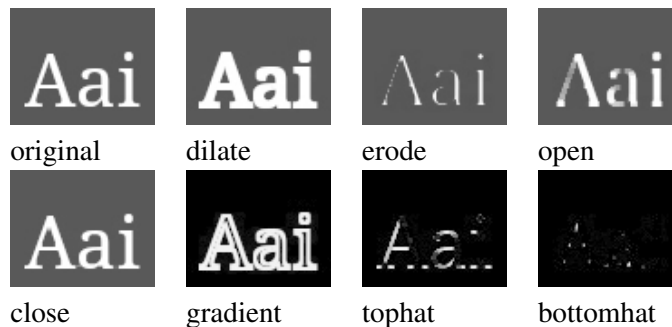 Aai Aai Aai Aai
original dilate erode open
Aai Aai Aai
close gradient tophat bottomhat